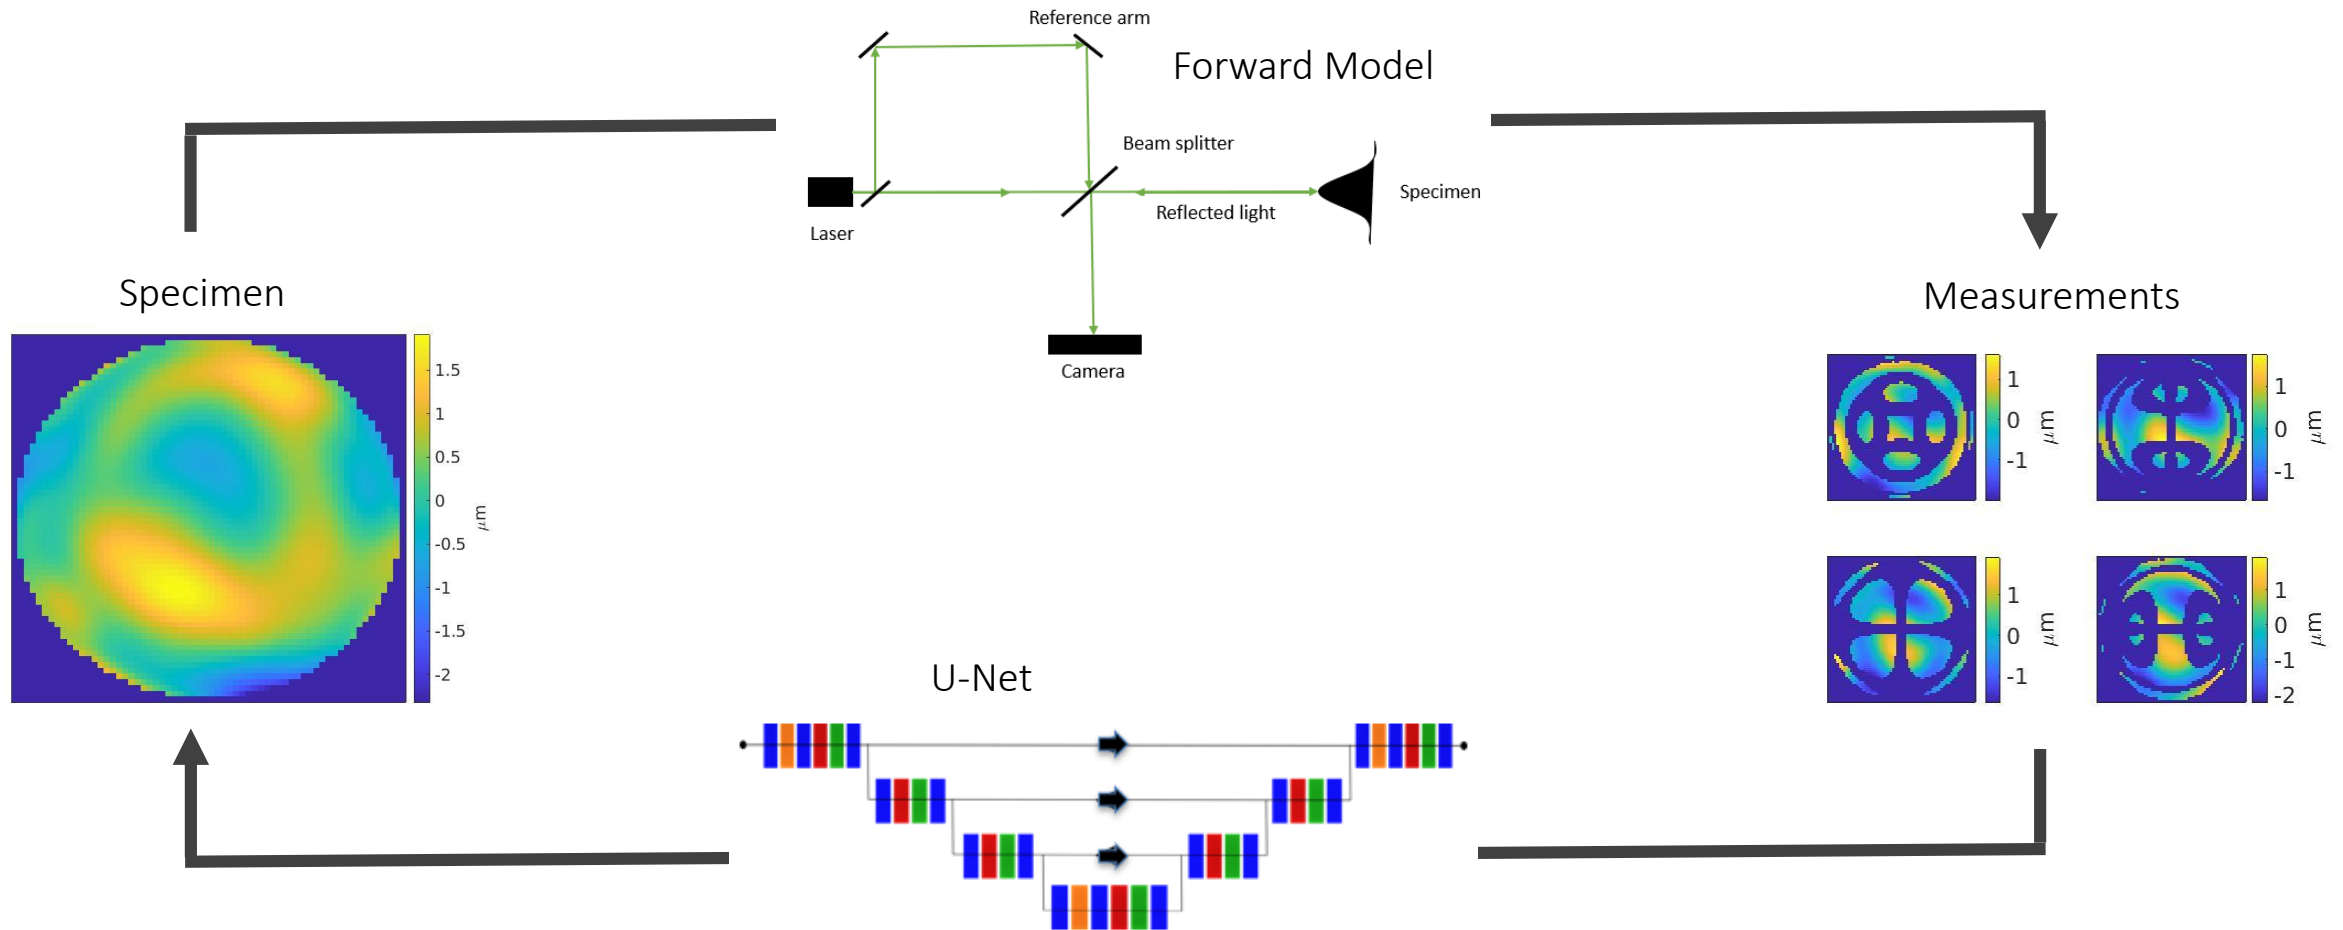 Reference arm
Forward Model
Beam splitter
Specimen
Reflected light
Laser
Camera
Specimen
1.5
1
0.5
0
-0.5
-1
-1.5
-2
μm
Measurements
1
0
-1
μm
1
0
-1
μm
1
0
-1
μm
1
0
-1
-2
μm
U-Net